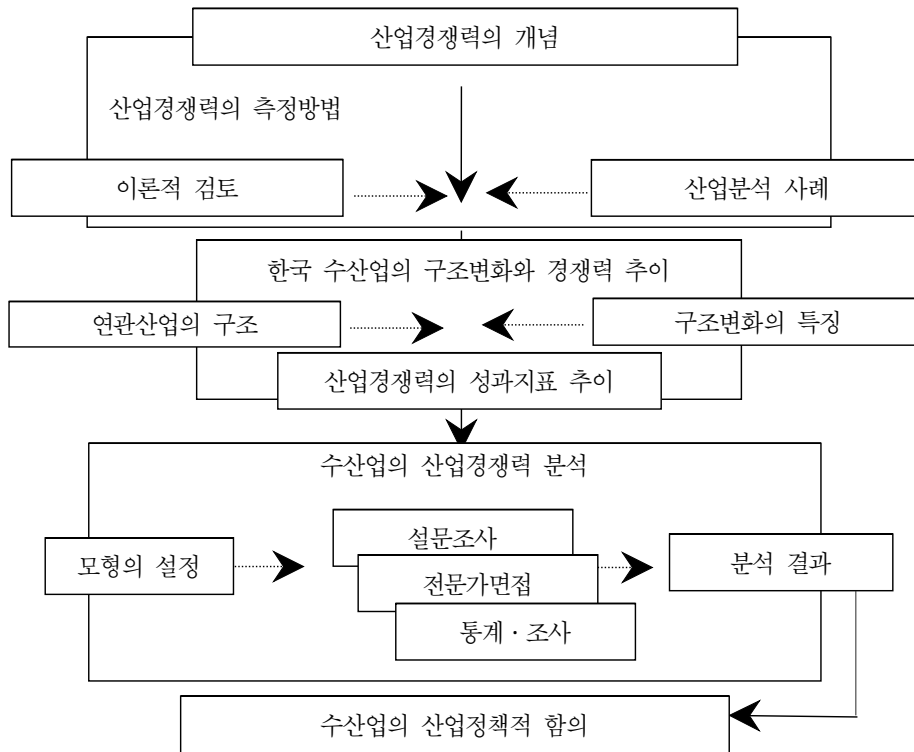 산업경쟁력의 개념
산업경쟁력의 측정방법
이론적 검토
산업분석 사례
한국 수산업의 구조변화와 경쟁력 추이
연관산업의 구조
구조변화의 특징
산업경쟁력의 성과지표 추이
수산업의 산업경쟁력 분석
모형의 설정
설문조사
전문가면접
통계·조사
분석 결과
수산업의 산업정책적 함의